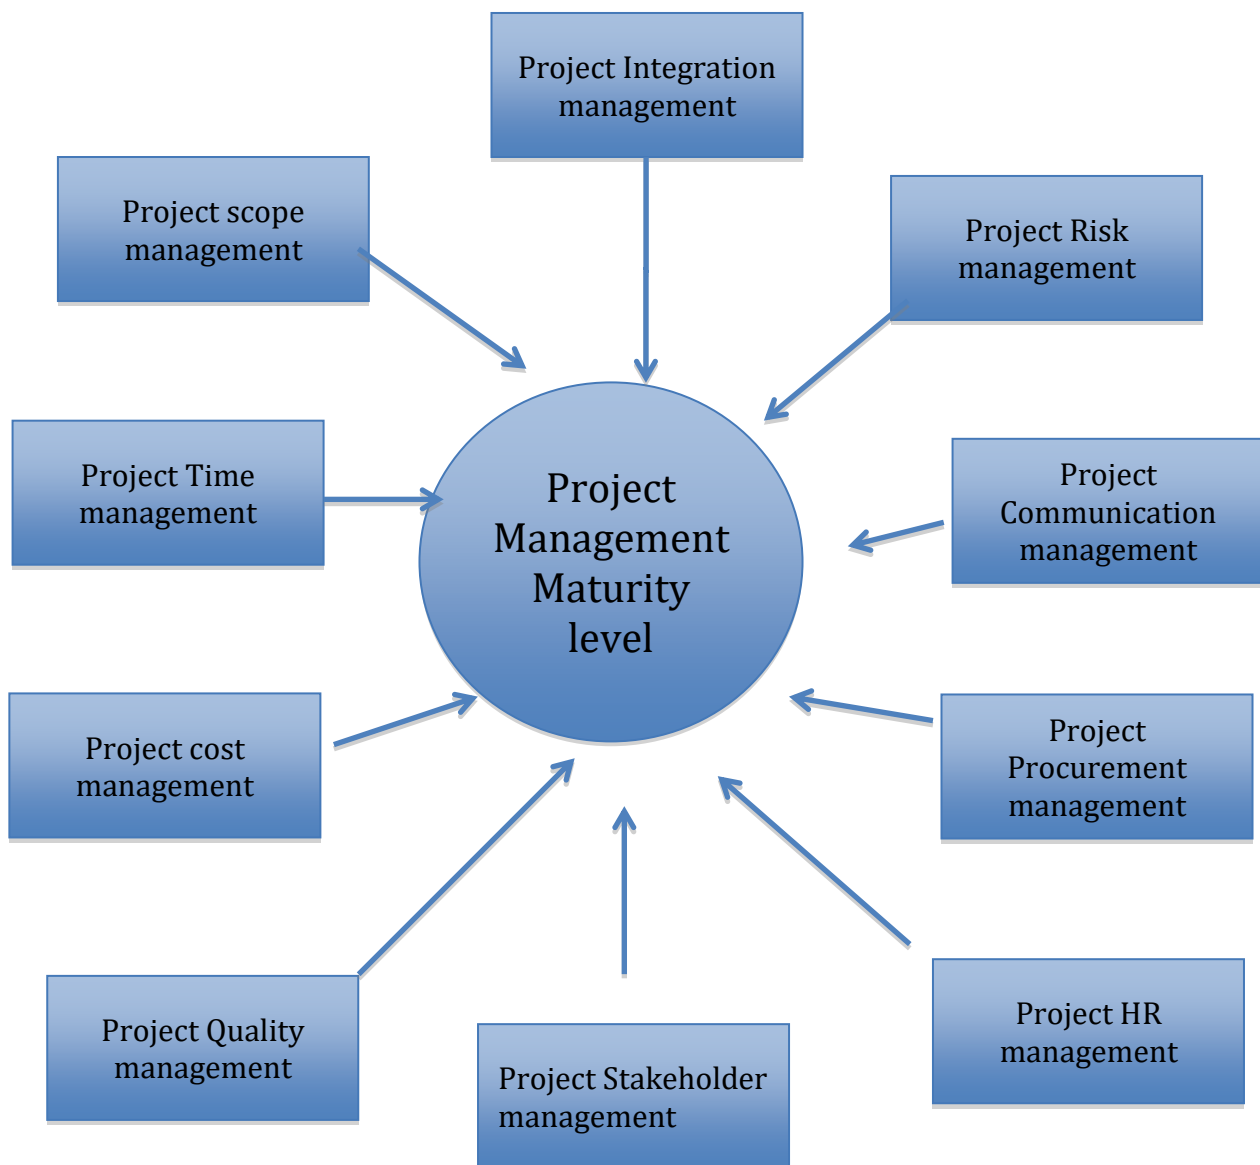 Project Integration
management
Project scope
management
Project Risk
management
Project Time
management
Project
Communication
management
Project
Management
Maturity
level
Project cost
management
Project
Procurement
management
Project Quality
management
Project HR
management
Project Stakeholder
management